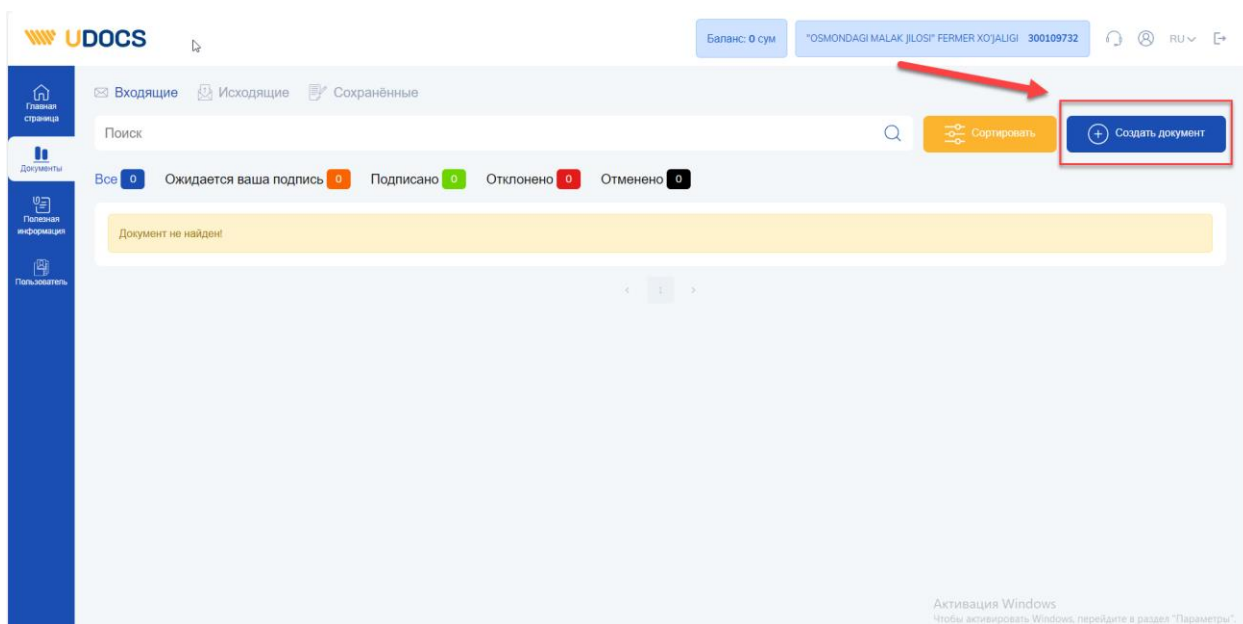 UDOCS
Баланс: 0 сум
"OSMONDAGI MALAK JILOSI" FERMER XO'JALIGI 300109732
RU
Главная
страница
Документы
Полезная
информация
Пользователь
Входящие Исходящие Сохранённые
Поиск
Сортировать
Создать документ
Все 0 Ожидается ваша подпись 0 Подписано 0 Отклонено 0 Отменено 0
Документ не найден!
1
Активация Windows
Чтобы активировать Windows, перейдите в раздел "Параметры".